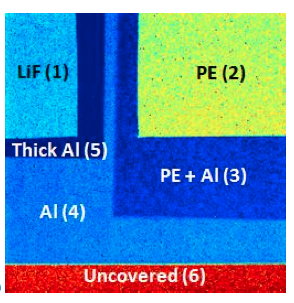 LiF (1)
PE (2)
Thick Al (5)
PE + Al (3)
Al (4)
Uncovered (6)